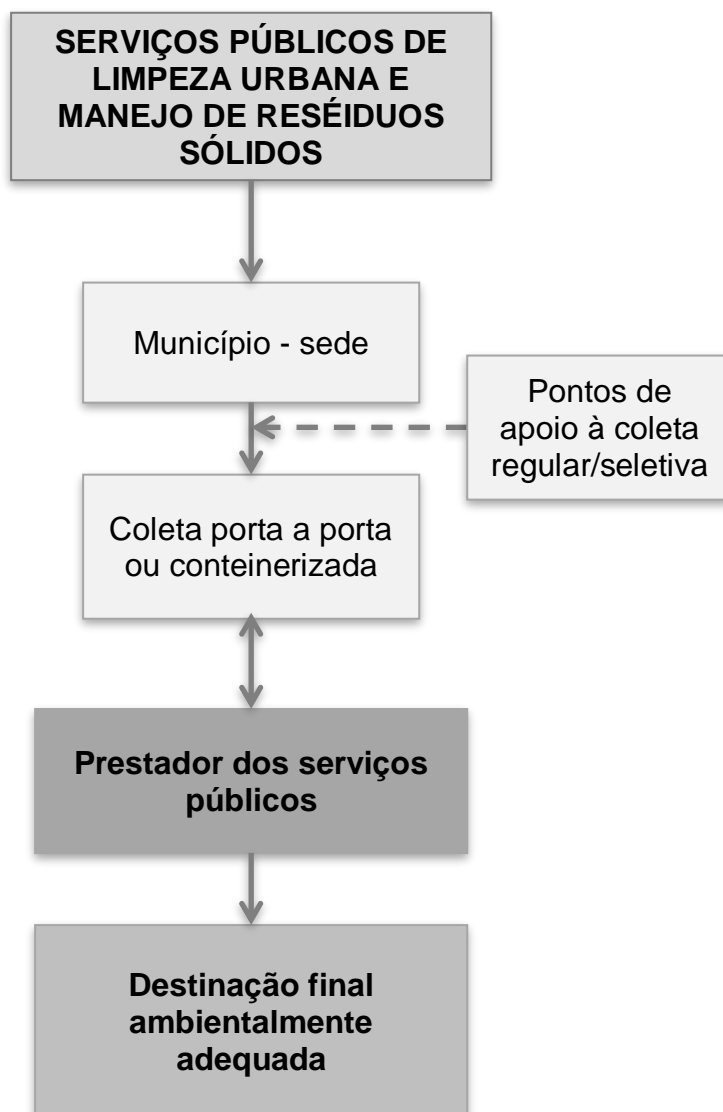 SERVIÇOS PÚBLICOS DE
LIMPEZA URBANA E
MANEJO DE RESÉIDUOS
SÓLIDOS
Município - sede
Pontos de
apoio à coleta
regular/seletiva
Coleta porta a porta
ou conteinerizada
Prestador dos serviços
públicos
Destinação final
ambientalmente
adequada